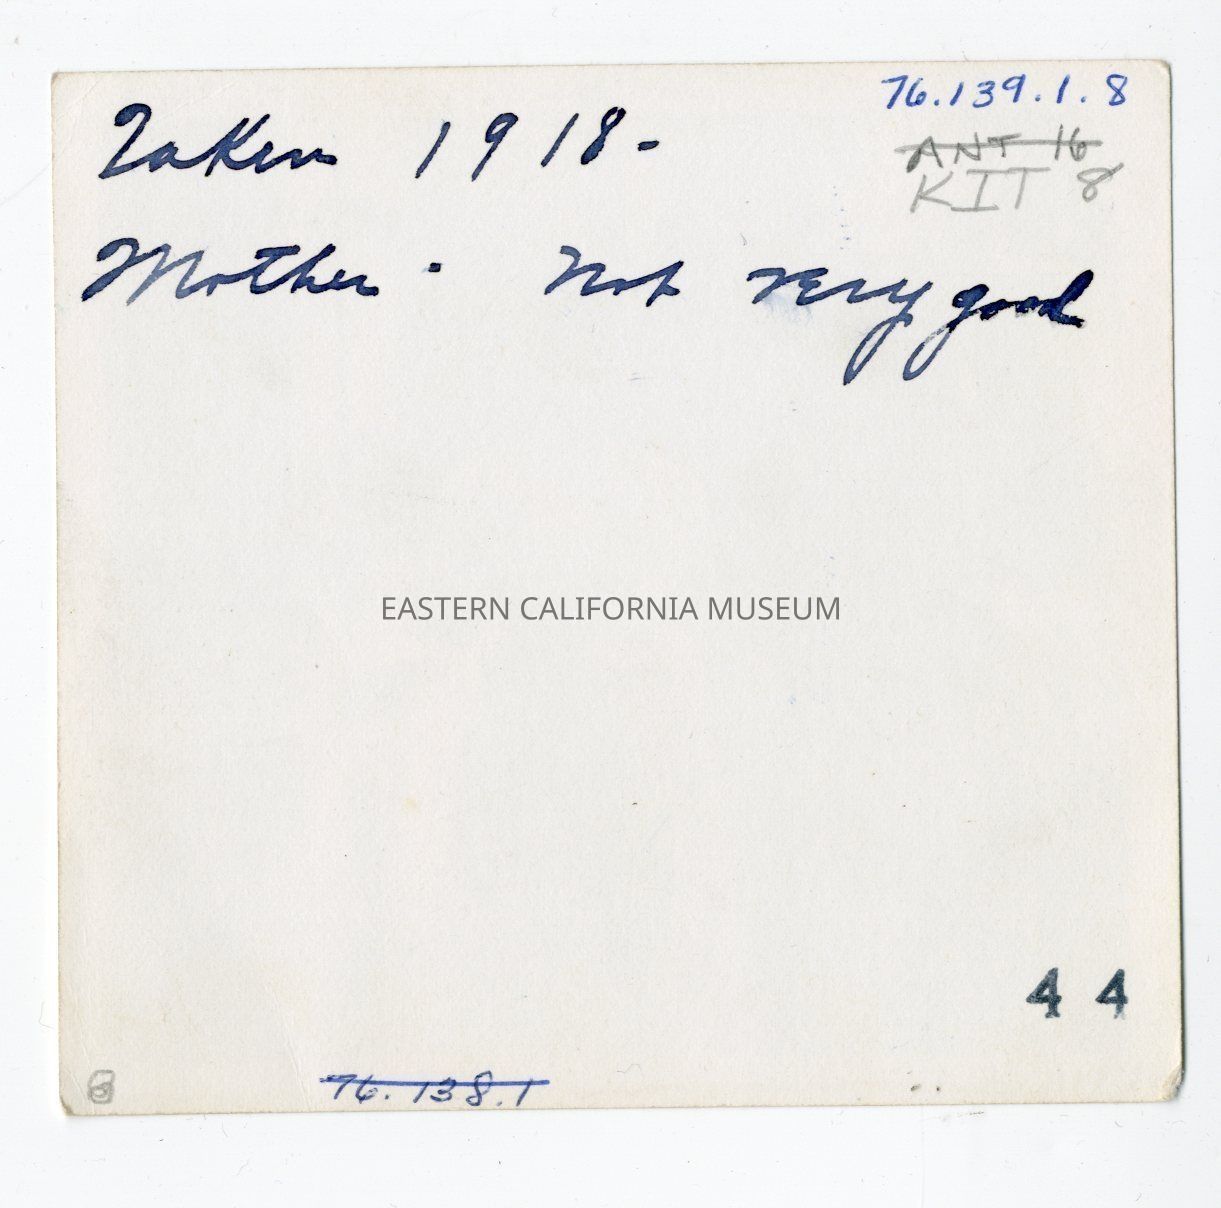 76.139.1.8
Taken 1918-
ANT 16
KIT 8
Mother - Not very good
EASTERN CALIFORNIA MUSEUM
44
76.138.1